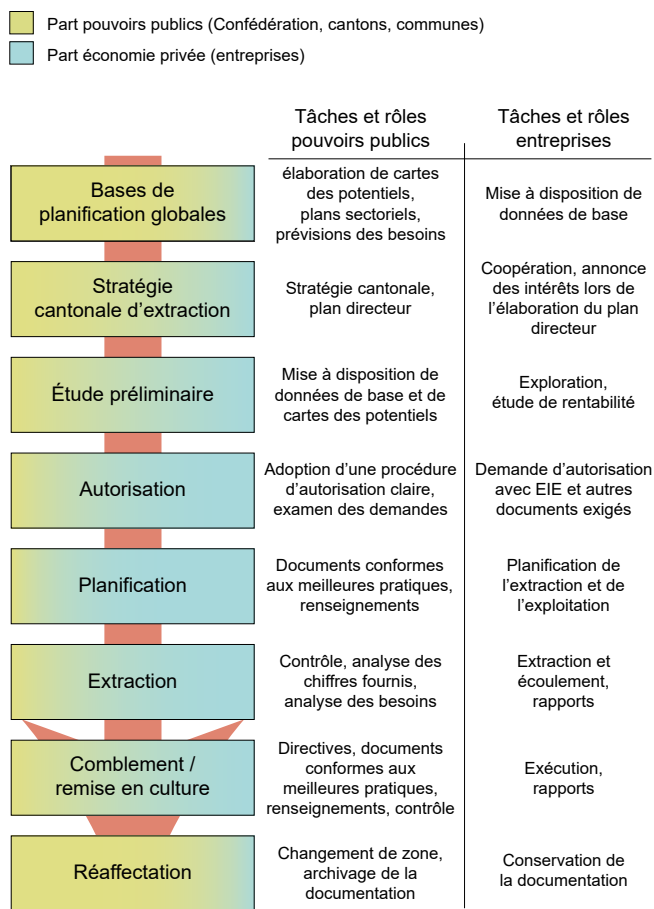 Part pouvoirs publics (Confédération, cantons, communes)
Part économie privée (entreprises)
Tâches et rôles
pouvoirs publics
Tâches et rôles
entreprises
Bases de
planification globales
élaboration de cartes
des potentiels,
plans sectoriels,
prévisions des besoins
Mise à disposition de
données de base
Stratégie
cantonale d’extraction
Stratégie cantonale,
plan directeur
Coopération, annonce
des intérêts lors de
l’élaboration du plan
directeur
Étude préliminaire
Mise à disposition de
données de base et de
cartes des potentiels
Exploration,
étude de rentabilité
Autorisation
Adoption d’une procédure
d’autorisation claire,
examen des demandes
Demande d’autorisation
avec EIE et autres
documents exigés
Planification
Documents conformes
aux meilleures pratiques,
renseignements
Planification de
l’extraction et de
l’exploitation
Extraction
Contrôle, analyse des
chiffres fournis,
analyse des besoins
Extraction et
écoulement,
rapports
Comblement /
remise en culture
Directives, documents
conformes aux
meilleures pratiques,
renseignements, contrôle
Exécution,
rapports
Réaffectation
Changement de zone,
archivage de la
documentation
Conservation de
la documentation